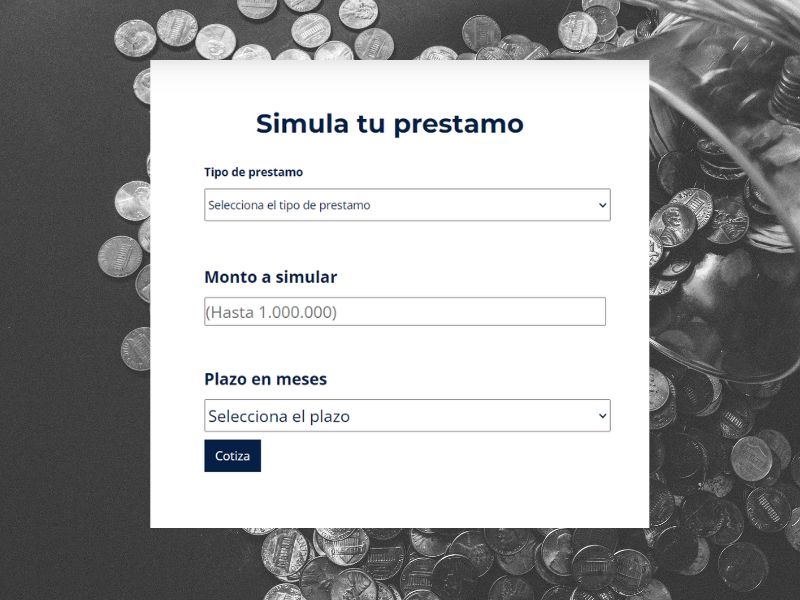 Simula tu prestamo
Tipo de prestamo
Selecciona el tipo de prestamo
Monto a simular
(Hasta 1.000.000)
Plazo en meses
Selecciona el plazo
Cotiza